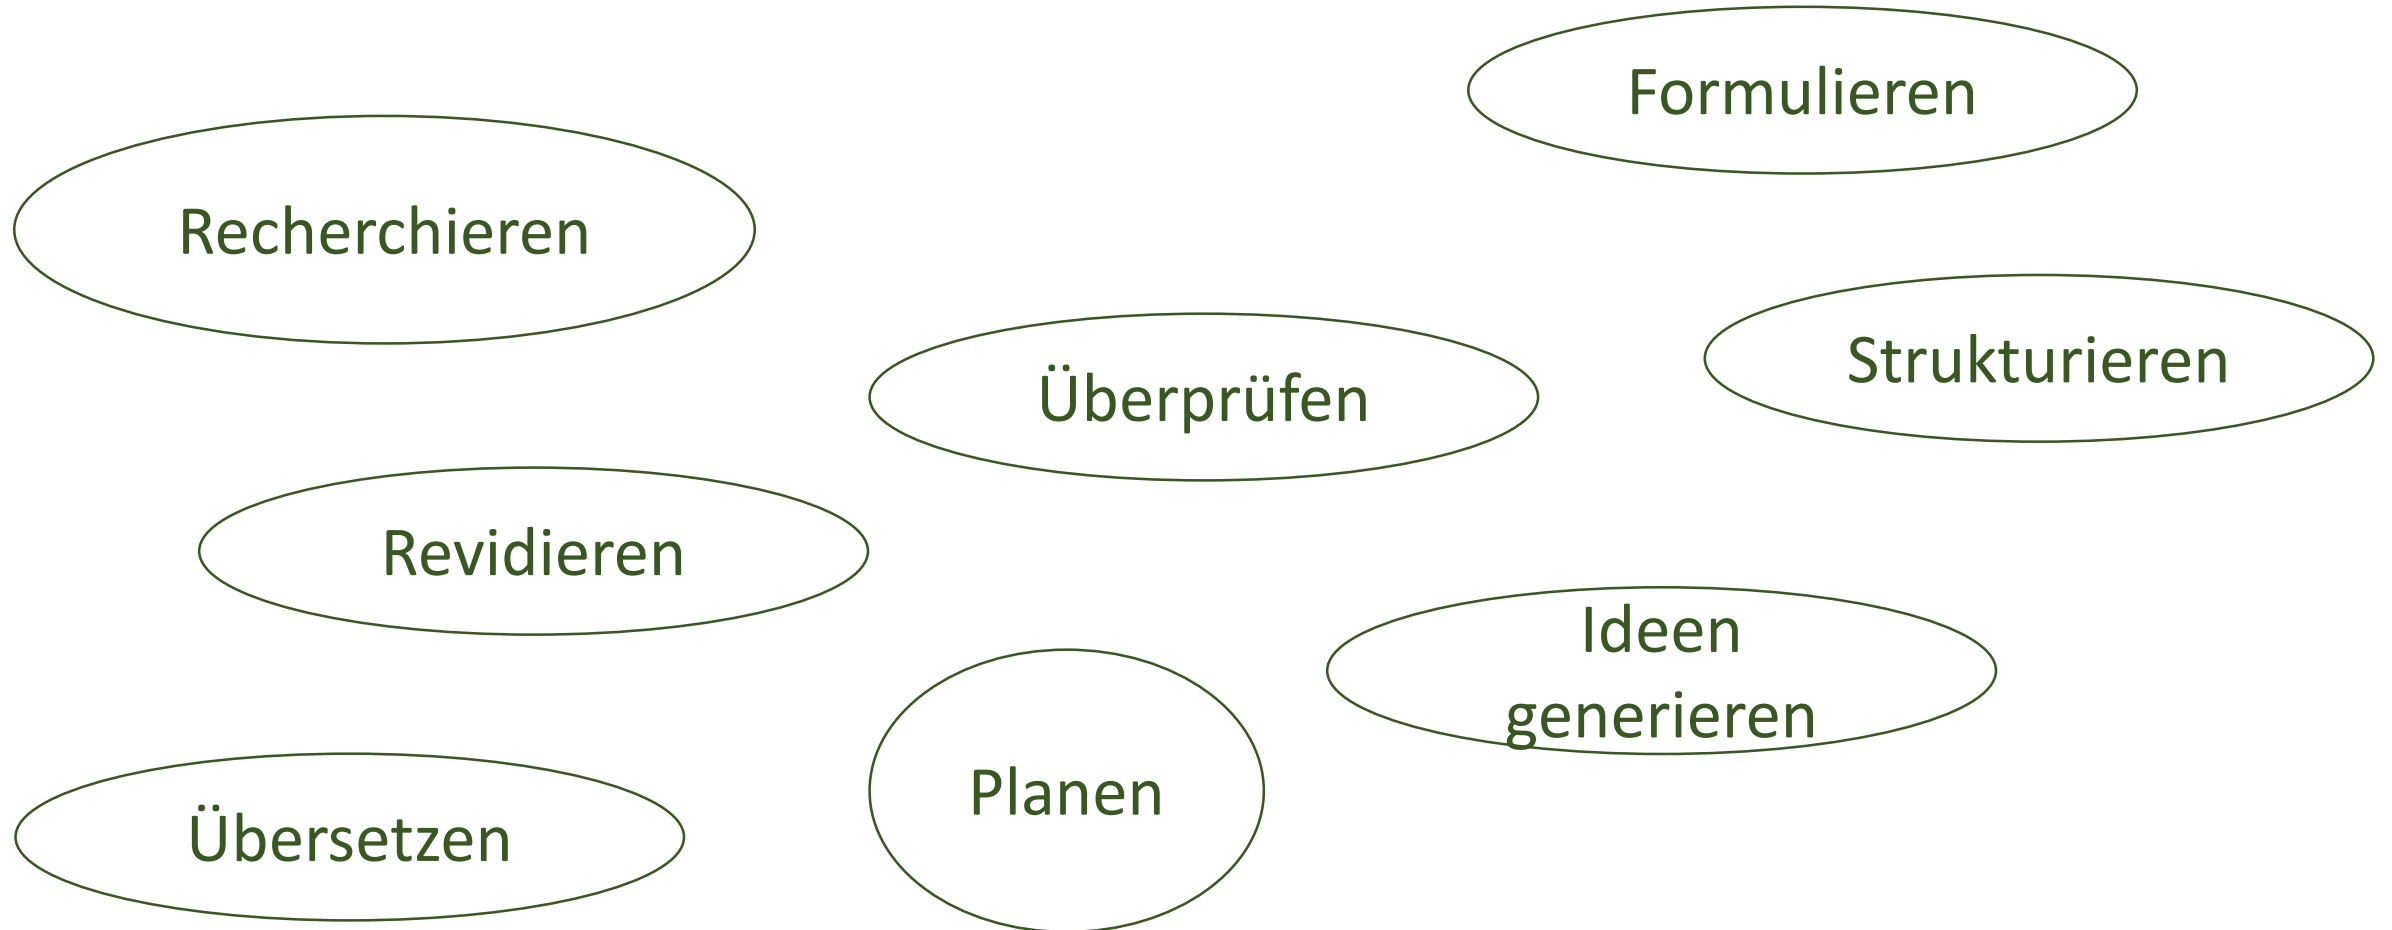 Formulieren
Recherchieren
Strukturieren
Überprüfen
Revidieren
Ideen
generieren
Planen
Übersetzen